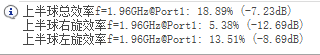 上半球总效率f=1.96GHz@Port1: 18.89% (-7.23dB)
上半球右旋效率f=1.96GHz@Port1: 5.38% (-12.69dB)
上半球左旋效率f=1.96GHz@Port1: 13.51% (-8.69dB)